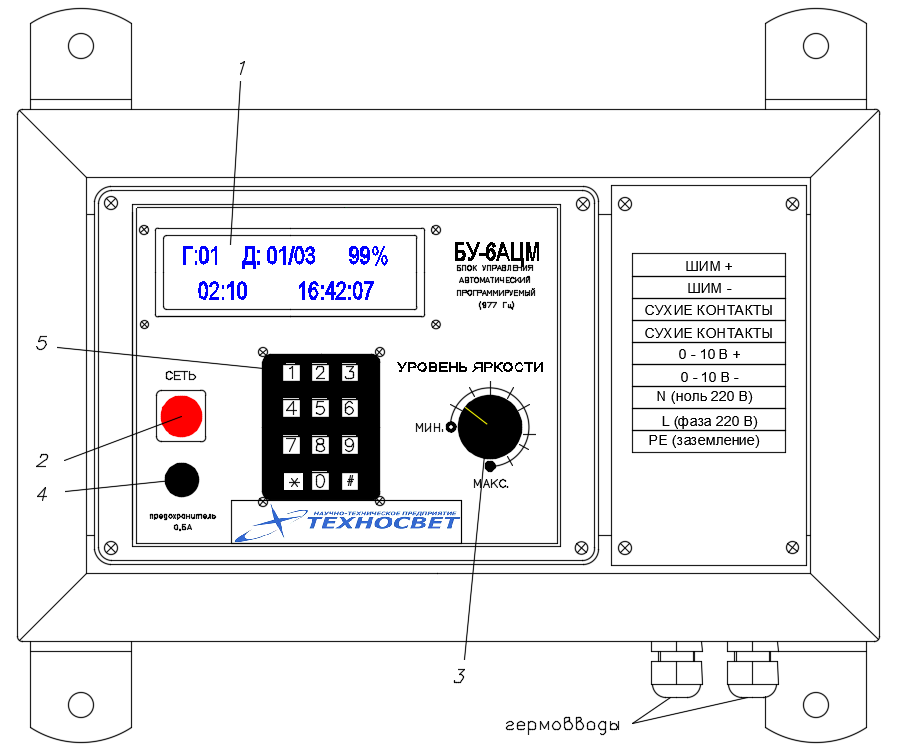 1
Г:01 Д: 01/03 99%
02:10 16:42:07
БУ-6АЦМ
БЛОК УПРАВЛЕНИЯ
АВТОМАТИЧЕСКИЙ
ПРОГРАММИРУЕМЫЙ
(977 Гц)
ШИМ +
ШИМ -
СУХИЕ КОНТАКТЫ
СУХИЕ КОНТАКТЫ
0 - 10 В +
0 - 10 В -
N (ноль 220 В)
L (фаза 220 В)
PE (заземление)
5
СЕТЬ
2
4
предохранитель
0,5А
1 2 3
4 5 6
7 8 9
* 0 #
УРОВЕНЬ ЯРКОСТИ
МИН.
МАКС.
НАУЧНО-ТЕХНИЧЕСКОЕ ПРЕДПРИЯТИЕ
ТЕХНОСВЕТ
3
гермовводы